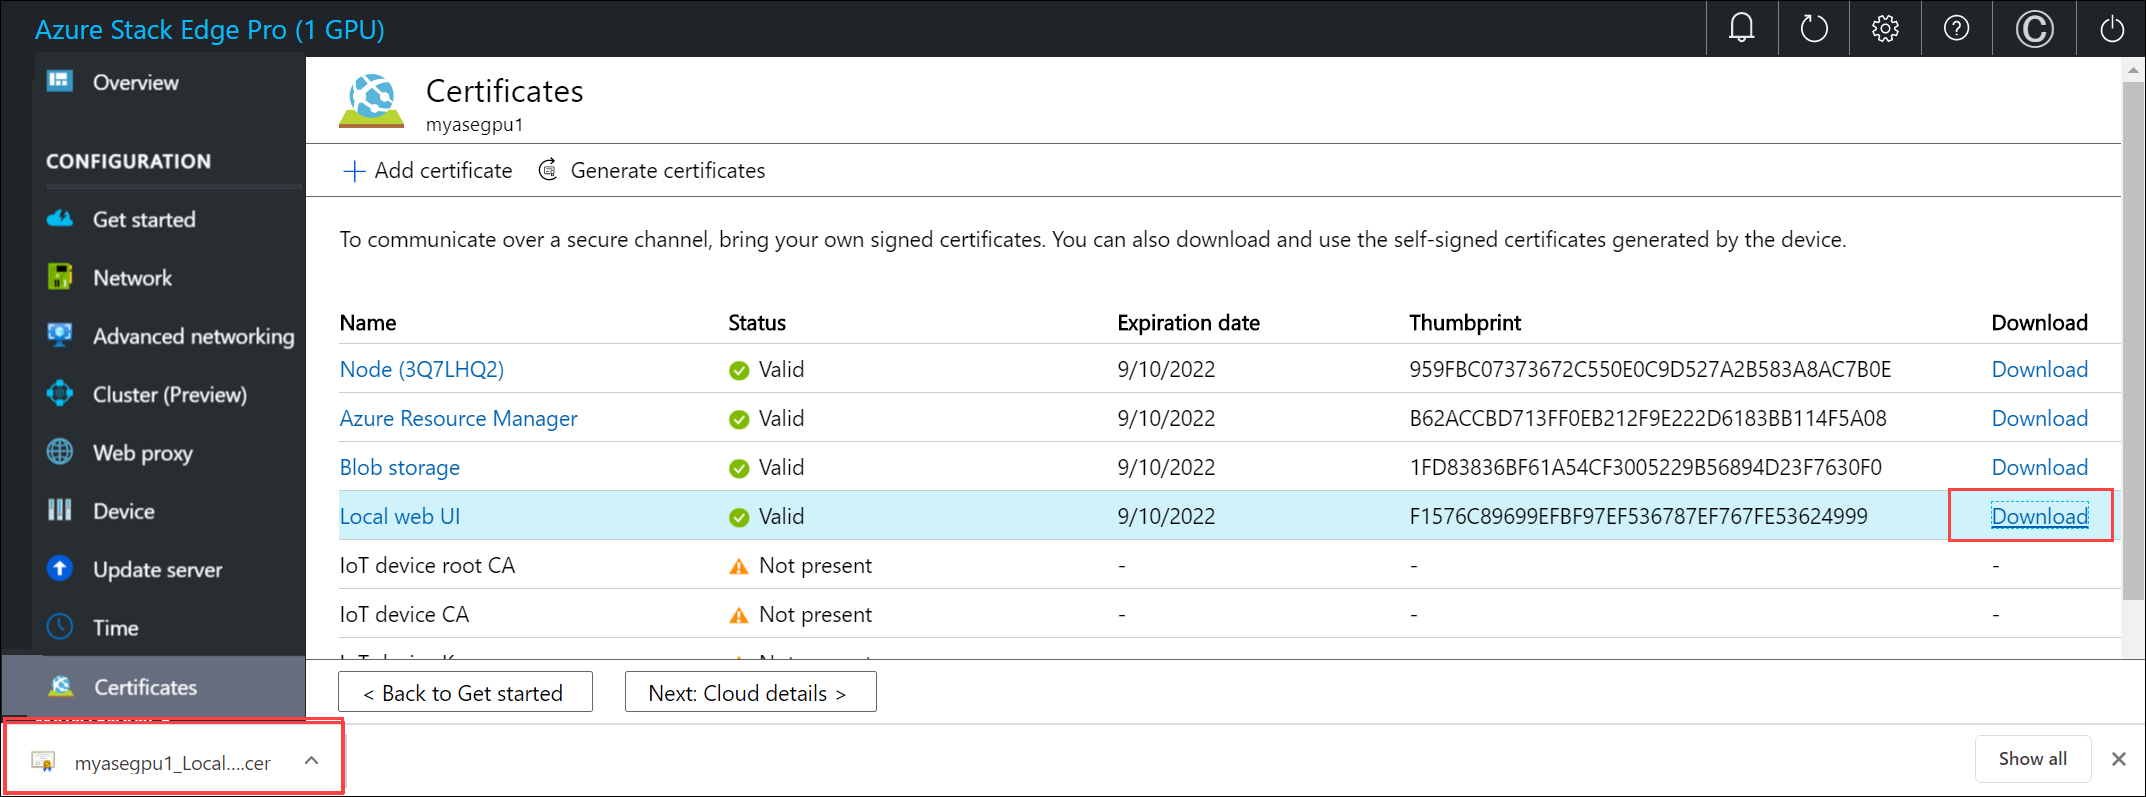 Azure Stack Edge Pro (1 GPU)
Overview
CONFIGURATION
Get started
Network
Advanced networking
Cluster (Preview)
Web proxy
Device
Update server
Time
Certificates
Certificates
myasegpu1
Add certificate Generate certificates
To communicate over a secure channel, bring your own signed certificates. You can also download and use the self-signed certificates generated by the device.
Name Status Expiration date Thumbprint Download
Node (3Q7LHQ2) Valid 9/10/2022 959FBC07373672C550E0C9D527A2B583A8AC7B0E Download
Azure Resource Manager Valid 9/10/2022 B62ACCBD713FF0EB212F9E222D6183BB114F5A08 Download
Blob storage Valid 9/10/2022 1FD83836BF61A54CF3005229B56894D23F7630F0 Download
Local web UI Valid 9/10/2022 F1576C89699EFBF97EF536787EF767FE53624999 Download
IoT device root CA Not present - - -
IoT device CA Not present - - -
< Back to Get started Next: Cloud details >
myasegpu1_Local....cer Show all